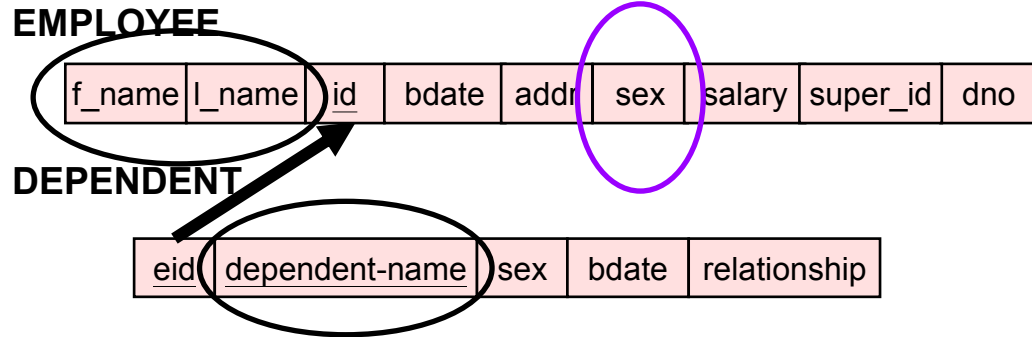 EMPLOYEE
f_name l_name id bdate addr sex salary super_id dno
DEPENDENT
eid dependent-name sex bdate relationship